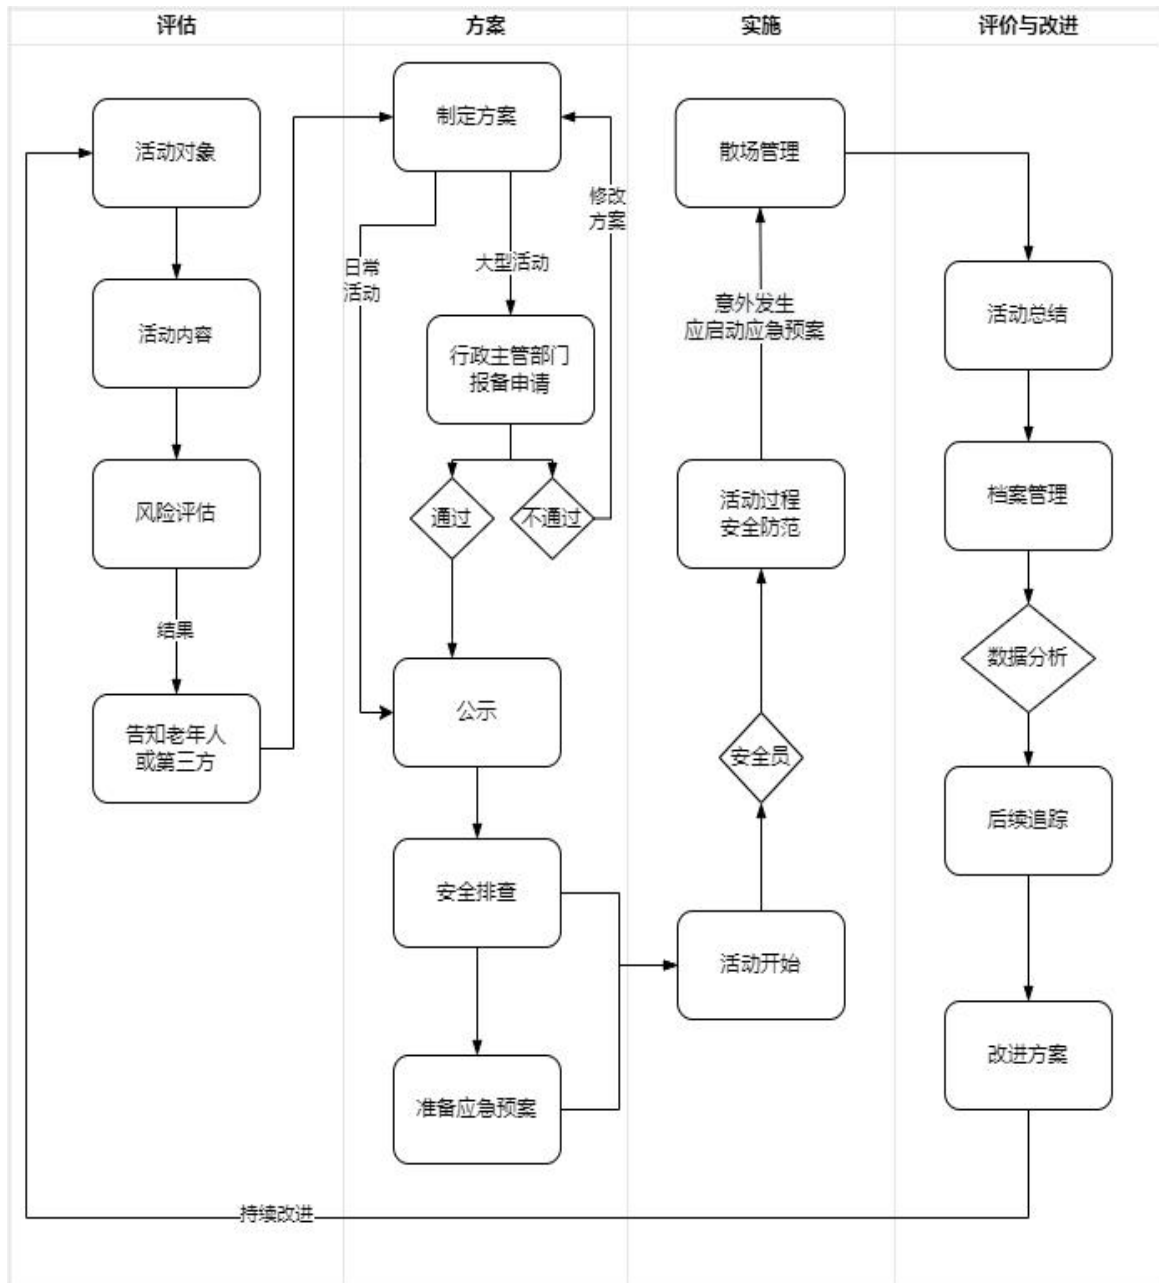 评估
方案
实施
评价与改进
活动对象
活动内容
风险评估
结果
告知老年人
或第三方
制定方案
修改
方案
日常
活动
大型活动
行政主管部门
报备申请
通过
不通过
公示
安全排查
准备应急预案
散场管理
意外发生
应启动应急预案
活动过程
安全防范
安全员
活动开始
活动总结
档案管理
数据分析
后续追踪
改进方案
持续改进